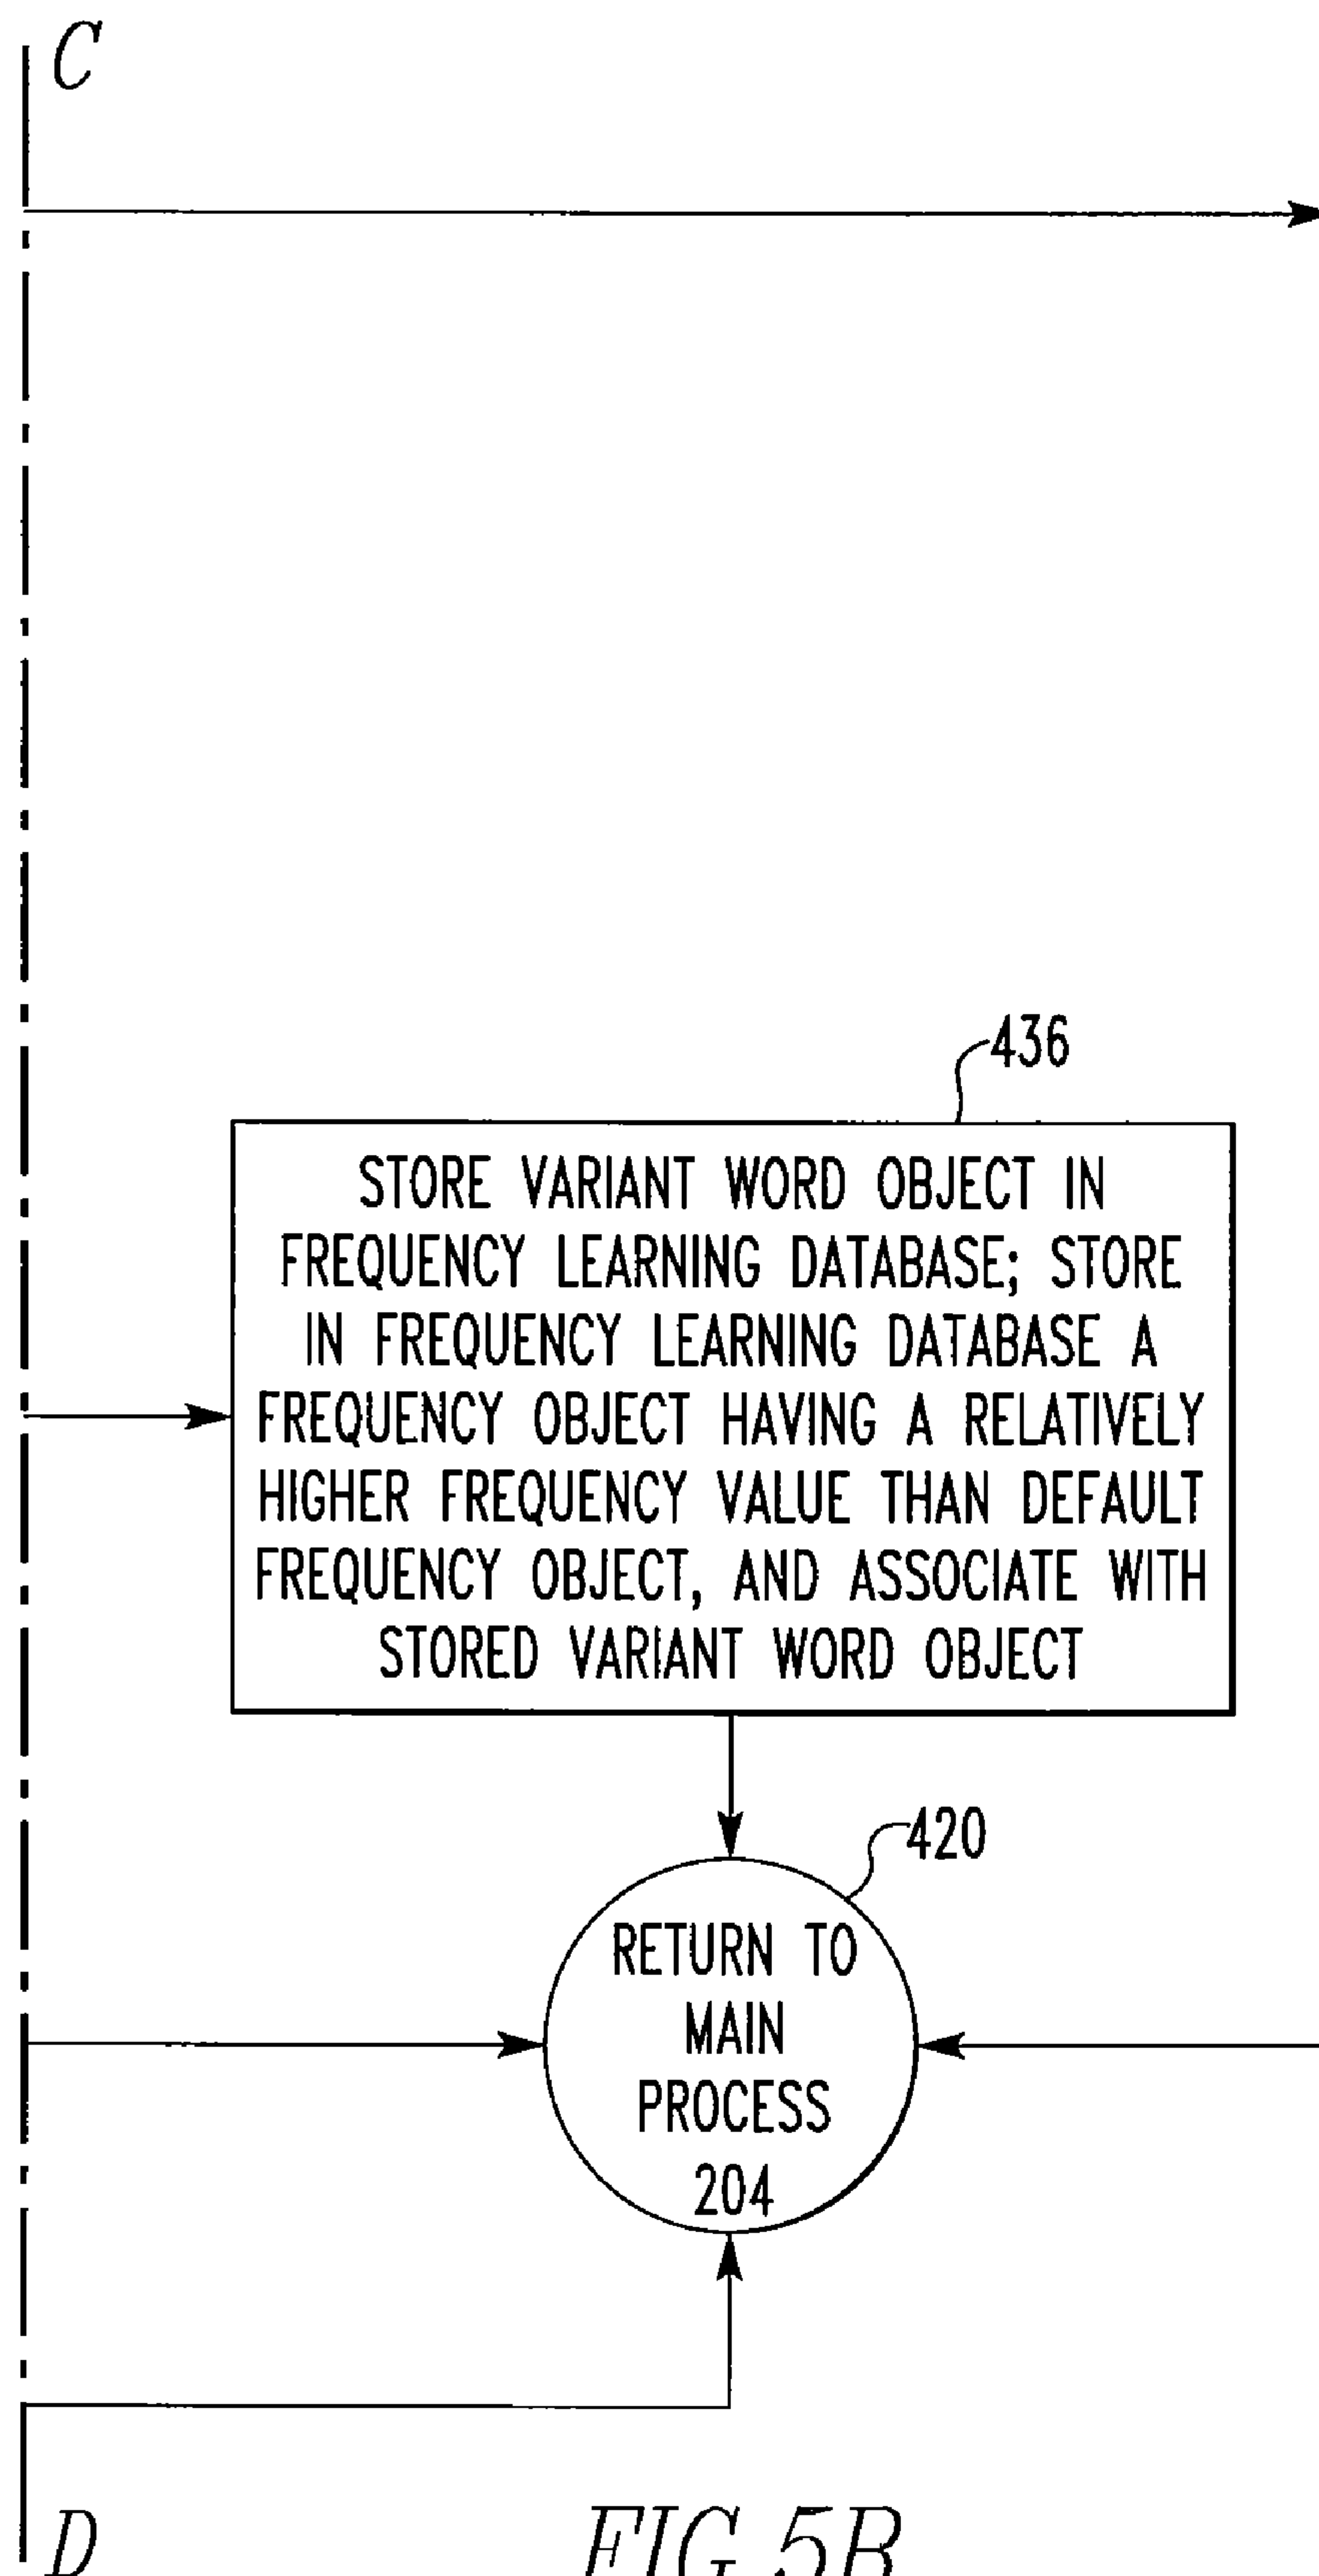 C
436
STORE VARIANT WORD OBJECT IN
FREQUENCY LEARNING DATABASE; STORE
IN FREQUENCY LEARNING DATABASE A
FREQUENCY OBJECT HAVING A RELATIVELY
HIGHER FREQUENCY VALUE THAN DEFAULT
FREQUENCY OBJECT, AND ASSOCIATE WITH
STORED VARIANT WORD OBJECT
420
RETURN TO
MAIN
PROCESS
204
D
FIG. 5B